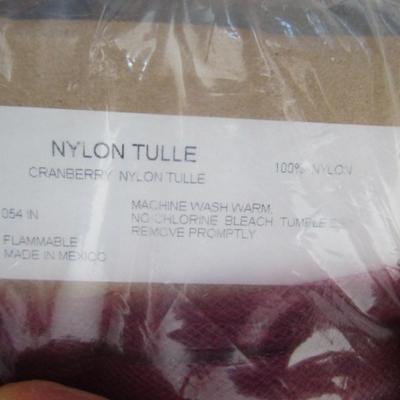 NYLON TULLE 100% NYLON
CRANBERRY NYLON TULLE
054 IN MACHINE WASH WARM,
NO CHLORINE BLEACH, TUMBLE
FLAMMABLE REMOVE PROMPTLY
MADE IN MEXICO